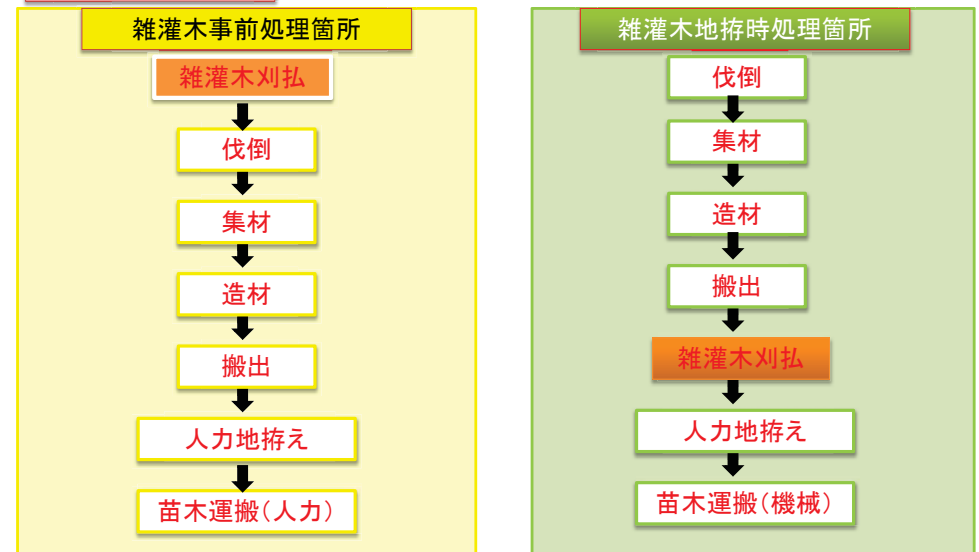 雑灌木事前処理箇所
雑灌木刈払
伐倒
集材
造材
搬出
人力地拵え
苗木運搬(人力)
雑灌木地拵時処理箇所
伐倒
集材
造材
搬出
雑灌木刈払
人力地拵え
苗木運搬(機械)